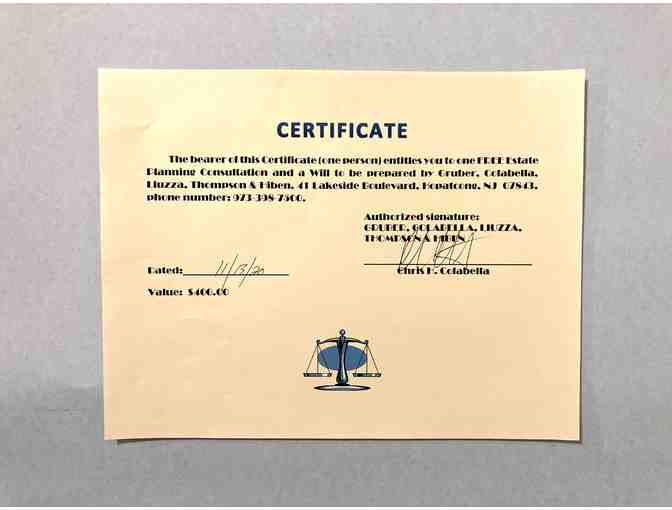 CERTIFICATE
The bearer of this Certificate (one person) entitles you to one FREE Estate
Planning Consultation and a Will to be prepared by Gruber, Colabella,
Liuzza, Thompson & Hiben, 41 Lakeside Boulevard, Hopatcong, NJ 07843,
phone number: 973-398-7500.
Authorized signature:
GRUBER, COLABELLA, LIUZZA,
THOMPSON & HIBEN
Dated: 11/13/20
Chris H. Colabella
Value: $400.00